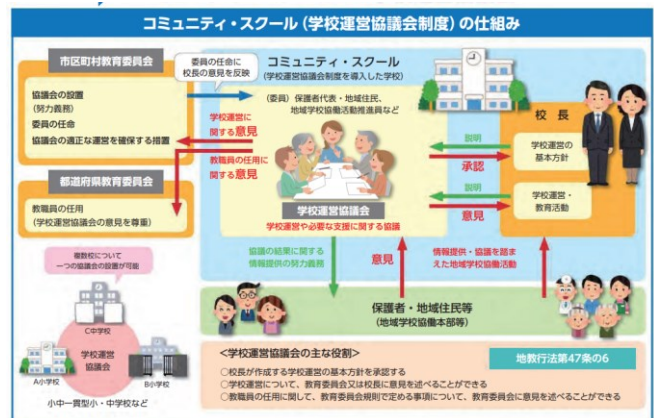 コミュニティ・スクール(学校運営協議会制度)の仕組み
市区町村教育委員会
協議会の設置
(努力義務)
委員の任命
協議会の適正な運営を確保する措置
委員の任命に
校長の意見を反映
コミュニティ・スクール
(学校運営協議会制度を導入した学校)
(委員)保護者代表・地域住民、
地域学校協働活動推進員など
学校運営に
関する意見
教職員の任用に
関する意見
学校運営協議会
学校運営や必要な支援に関する協議
校長
説明
承認
学校運営の
基本方針
説明
意見
学校運営・
教育活動
都道府県教育委員会
教職員の任用
(学校運営協議会の意見を尊重)
複数校について
一つの協議会の設置が可能
C中学校
学校運営
協議会
A小学校
B小学校
小中一貫型小・中学校など
協議の結果に関する
情報提供の努力義務
意見
情報提供・協議を踏ま
えた地域学校協働活動
保護者・地域住民等
(地域学校協働本部等)
<学校運営協議会の主な役割>
地教行法第47条の6
○校長が作成する学校運営の基本方針を承認する
○学校運営について、教育委員会又は校長に意見を述べることができる
○教職員の任用に関して、教育委員会規則で定める事項について、教育委員会に意見を述べることができる